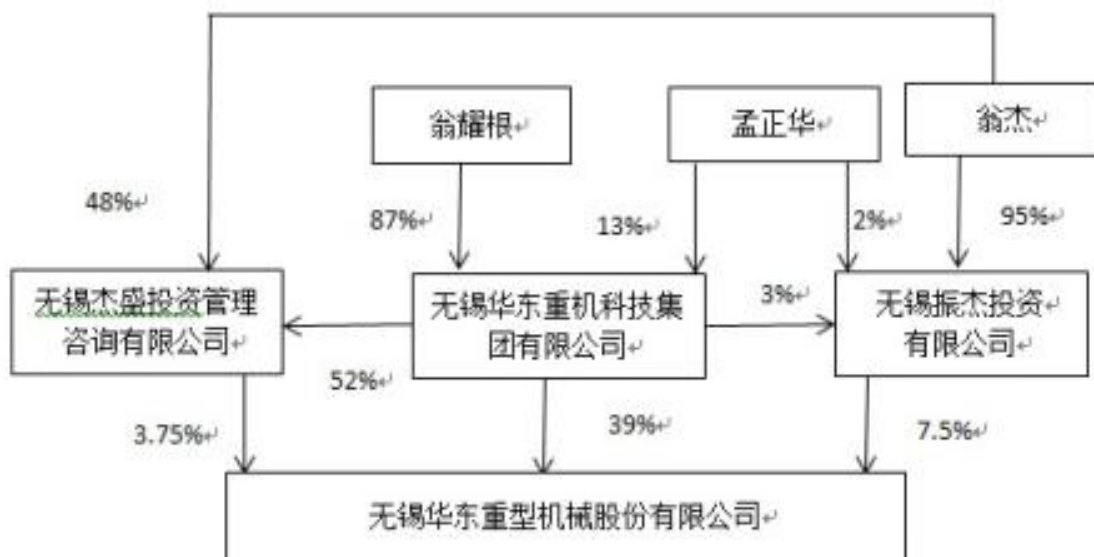 翁耀根
孟正华
翁杰
48%
87%
13%
2%
95%
无锡杰盛投资管理
咨询有限公司
无锡华东重机科技集
团有限公司
3%
无锡振杰投资
有限公司
52%
3.75%
39%
7.5%
无锡华东重型机械股份有限公司